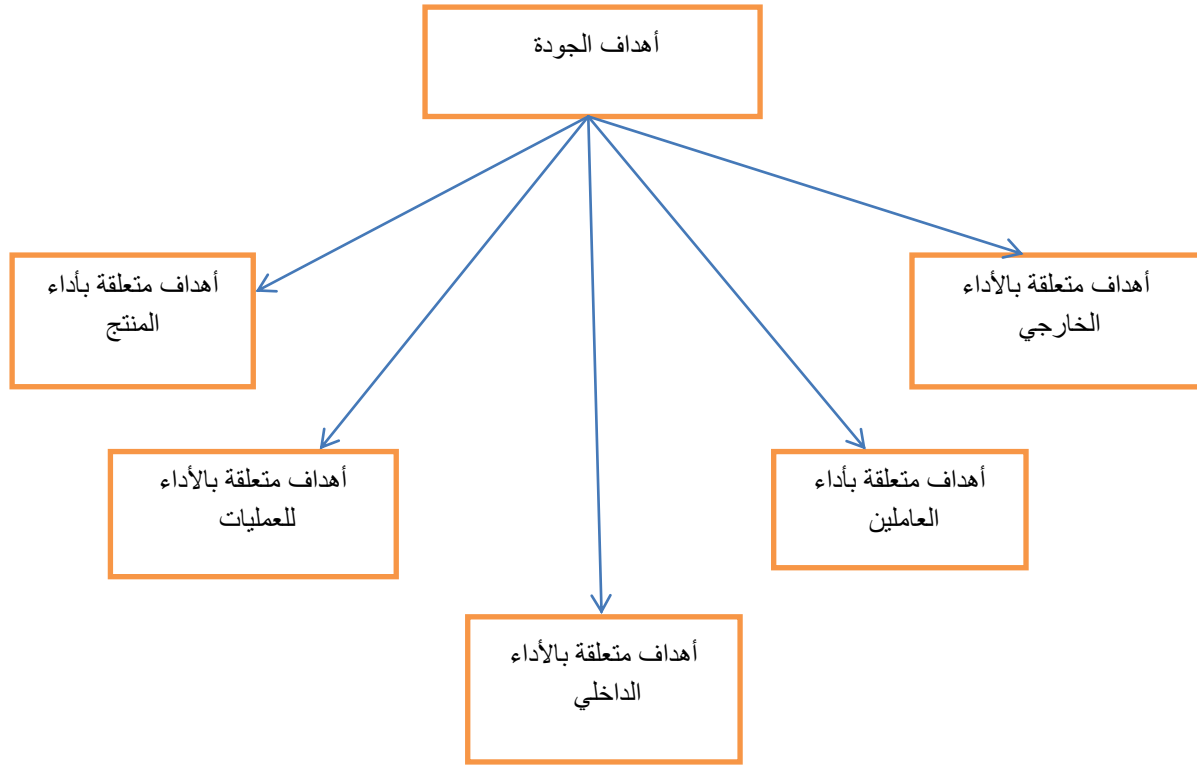 أهداف الجودة
أهداف متعلقة بالأداء
الخارجي
أهداف متعلقة بأداء
المنتج
أهداف متعلقة بأداء
العاملين
أهداف متعلقة بالأداء
للعمليات
أهداف متعلقة بالأداء
الداخلي